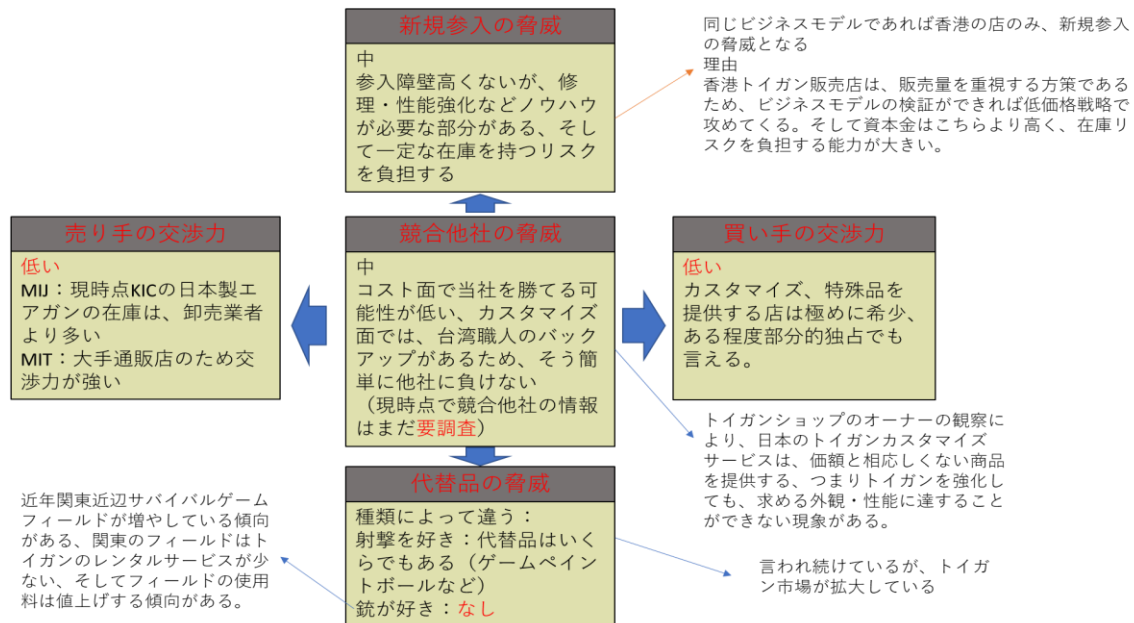 新規参入の脅威
中
参入障壁高くないが、修
理・性能強化などノウハウ
が必要な部分がある、そし
て一定な在庫を持つリスク
を負担する
同じビジネスモデルであれば香港の店のみ、新規参入
の脅威となる
理由
香港トイガン販売店は、販売量を重視する方策である
ため、ビジネスモデルの検証ができれば低価格戦略で
攻めてくる。そして資本金はこちらより高く、在庫リ
スクを負担する能力が大きい。
売り手の交渉力
低い
MIJ：現時点KICの日本製エ
アガンの在庫は、卸売業者
より多い
MIT：大手通販店のため交
渉力が強い
競合他社の脅威
中
コスト面で当社を勝てる可
能性が低い、カスタマイズ
面では、台湾職人のバック
アップがあるため、そう簡
単に他社に負けない
（現時点で競合他社の情報
はまだ要調査）
買い手の交渉力
低い
カスタマイズ、特殊品を
提供する店は極めに希少、
ある程度部分的独占でも
言える。
トイガンショップのオーナーの観察
により、日本のトイガンカスタマイズ
サービスは、価額と相応しくない商品
を提供する、つまりトイガンを強化し
ても、求める外観・性能に達すること
ができない現象がある。
代替品の脅威
種類によって違う：
射撃を好き：代替品はいく
らでもある（ゲームペイン
トボールなど）
銃が好き：なし
近年関東近辺サバイバルゲーム
フィールドが増やしている傾向
がある、関東のフィールドはト
イガンのレンタルサービスが少
ない、そしてフィールドの使用
料は値上げする傾向がある。
言われ続けているが、トイガ
ン市場が拡大している